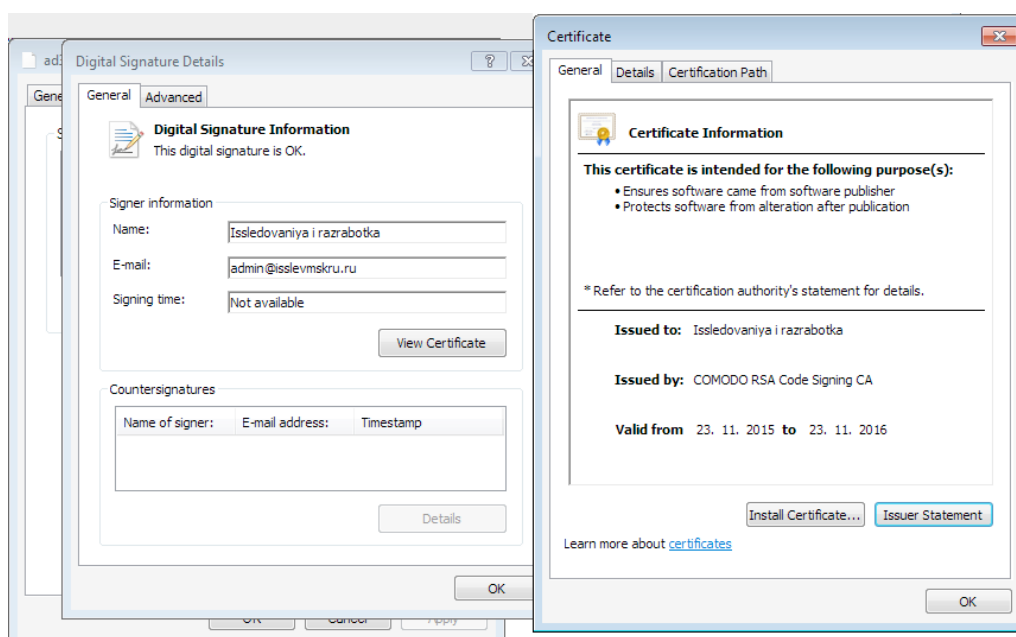 ad
Digital Signature Details
General
Advanced
Digital Signature Information
This digital signature is OK.
Signer information
Name:
Issledovaniya i razrabotka
E-mail:
admin@isslevmskru.ru
Signing time:
Not available
View Certificate
Countersignatures
Name of signer:
E-mail address:
Timestamp
Details
OK
OK
Cancel
Apply
Certificate
General
Details
Certification Path
Certificate Information
This certificate is intended for the following purpose(s):
• Ensures software came from software publisher
• Protects software from alteration after publication
* Refer to the certification authority's statement for details.
Issued to: Issledovaniya i razrabotka
Issued by: COMODO RSA Code Signing CA
Valid from 23. 11. 2015 to 23. 11. 2016
Install Certificate...
Issuer Statement
Learn more about certificates
OK